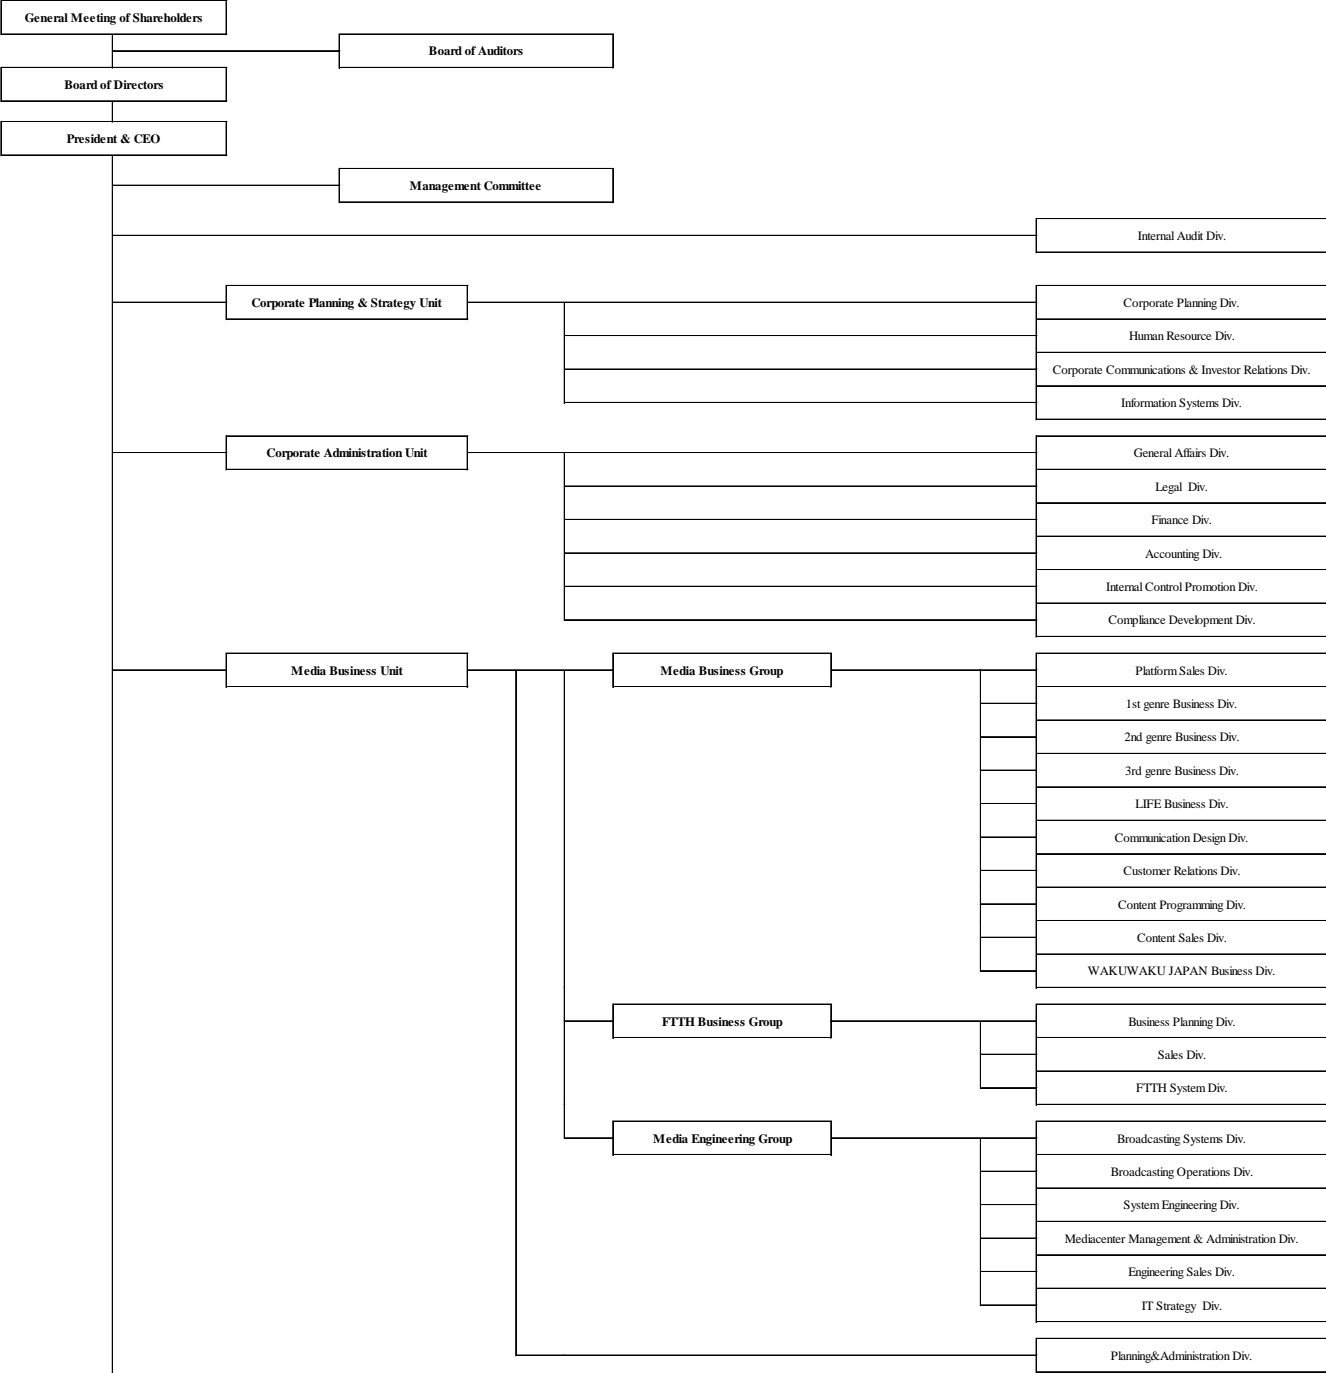 General Meeting of Shareholders
Board of Auditors
Board of Directors
President & CEO
Management Committee
Internal Audit Div.
Corporate Planning & Strategy Unit
Corporate Planning Div.
Human Resource Div.
Corporate Communications & Investor Relations Div.
Information Systems Div.
Corporate Administration Unit
General Affairs Div.
Legal Div.
Finance Div.
Accounting Div.
Internal Control Promotion Div.
Compliance Development Div.
Media Business Unit
Media Business Group
Platform Sales Div.
1st genre Business Div.
2nd genre Business Div.
3rd genre Business Div.
LIFE Business Div.
Communication Design Div.
Customer Relations Div.
Content Programming Div.
Content Sales Div.
WAKUWAKU JAPAN Business Div.
FTTH Business Group
Business Planning Div.
Sales Div.
FTTH System Div.
Media Engineering Group
Broadcasting Systems Div.
Broadcasting Operations Div.
System Engineering Div.
Mediacenter Management & Administration Div.
Engineering Sales Div.
IT Strategy Div.
Planning&Administration Div.